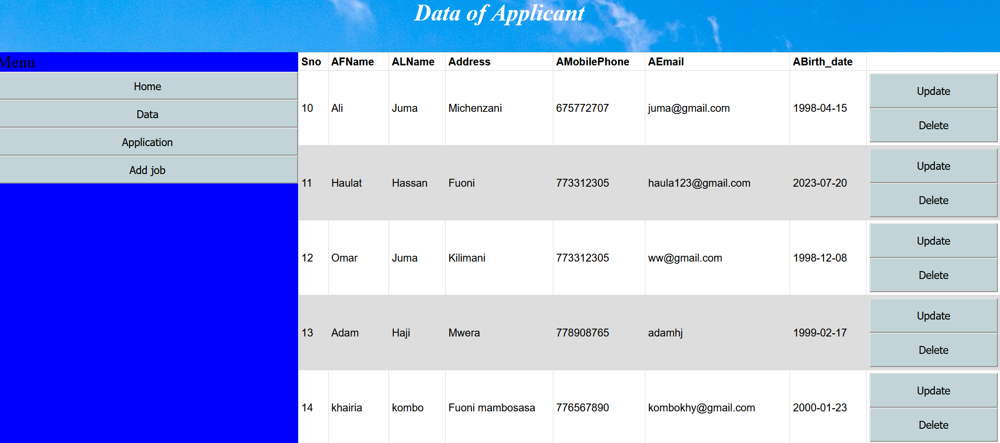 Data of Applicant
Menu
Home
Data
Application
Add job
Sno AFName ALName Address AMobilePhone AEmail ABirth_date
10 Ali Juma Michenzani 675772707 juma@gmail.com 1998-04-15 Update
Delete
11 Haulat Hassan Fuoni 773312305 haula123@gmail.com 2023-07-20 Update
Delete
12 Omar Juma Kilimani 773312305 ww@gmail.com 1998-12-08 Update
Delete
13 Adam Haji Mwera 778908765 adamhj 1999-02-17 Update
Delete
14 khairia kombo Fuoni mambosasa 776567890 kombokhy@gmail.com 2000-01-23 Update
Delete